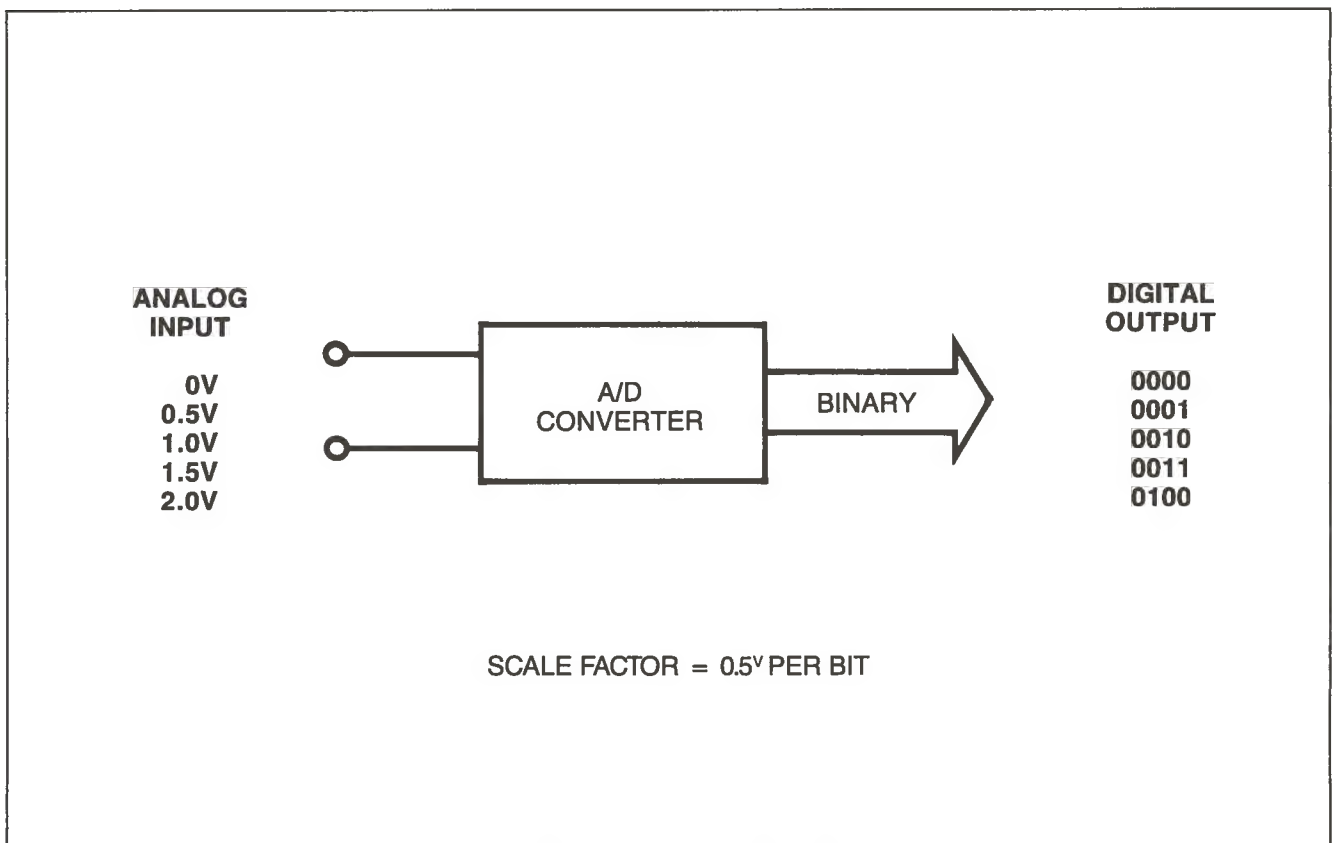 ANALOG
INPUT
0V
0.5V
1.0V
1.5V
2.0V
A/D
CONVERTER
BINARY
DIGITAL
OUTPUT
0000
0001
0010
0011
0100
SCALE FACTOR = 0.5V PER BIT